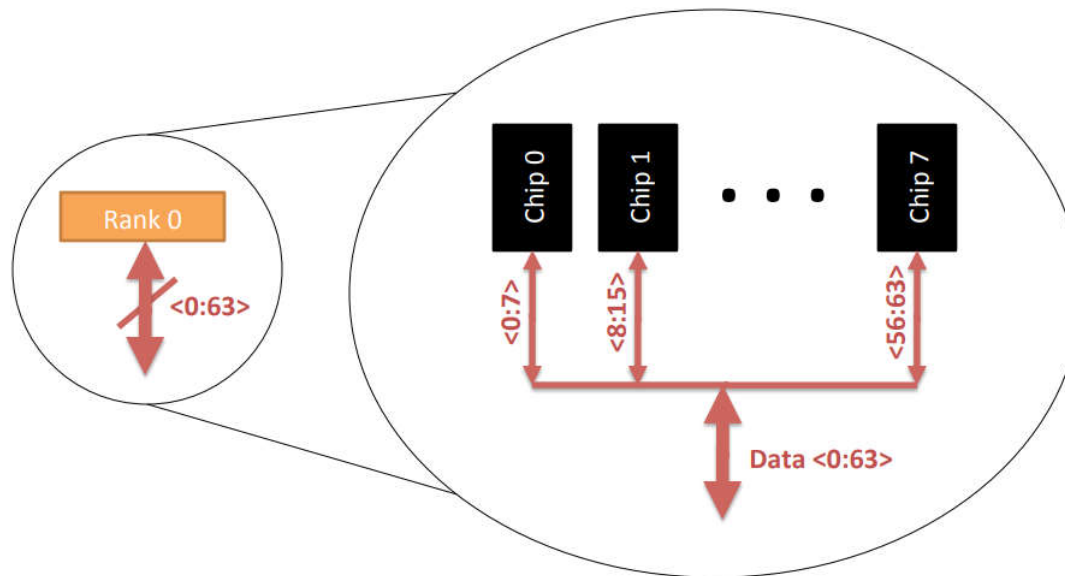 Rank 0
<0:63>
Chip 0
Chip 1
Chip 7
<0:7>
<8:15>
<56:63>
Data <0:63>